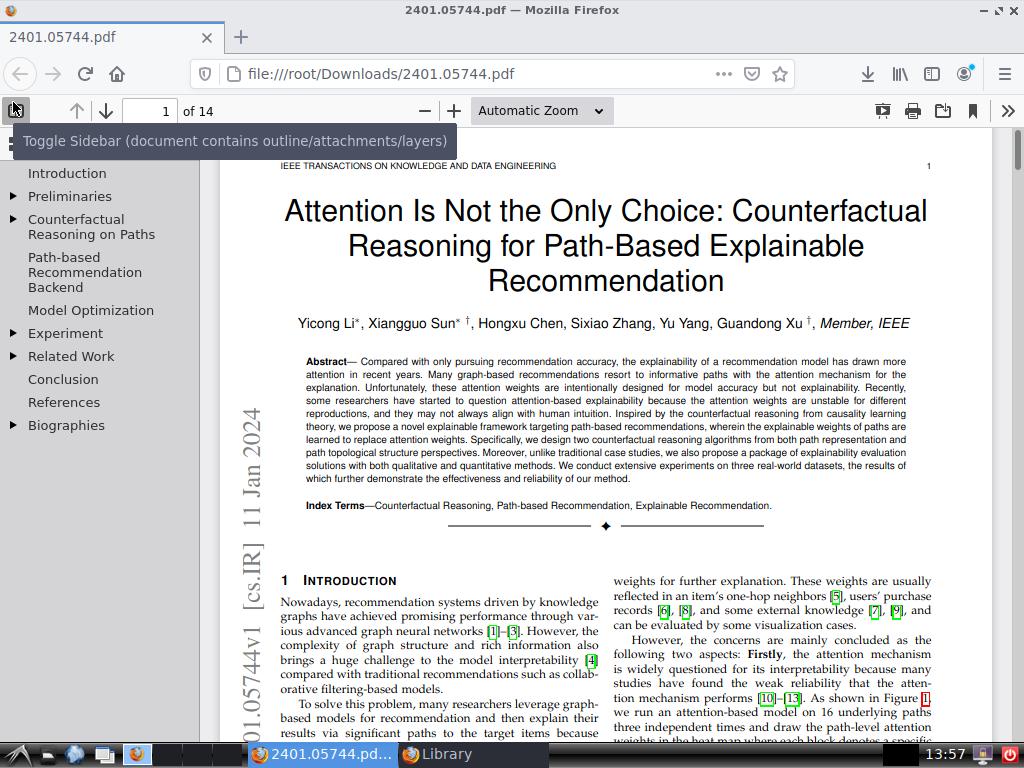 2401.05744.pdf — Mozilla Firefox
2401.05744.pdf
file:///root/Downloads/2401.05744.pdf
1 of 14
Automatic Zoom
Toggle Sidebar (document contains outline/attachments/layers)
Introduction
Preliminaries
Counterfactual
Reasoning on Paths
Path-based
Recommendation
Backend
Model Optimization
Experiment
Related Work
Conclusion
References
Biographies
IEEE TRANSACTIONS ON KNOWLEDGE AND DATA ENGINEERING 1
Attention Is Not the Only Choice: Counterfactual
Reasoning for Path-Based Explainable
Recommendation
Yicong Li*, Xiangguo Sun* †, Hongxu Chen, Sixiao Zhang, Yu Yang, Guandong Xu †, Member, IEEE
Abstract— Compared with only pursuing recommendation accuracy, the explainability of a recommendation model has drawn more
attention in recent years. Many graph-based recommendations resort to informative paths with the attention mechanism for the
explanation. Unfortunately, these attention weights are intentionally designed for model accuracy but not explainability. Recently,
some researchers have started to question attention-based explainability because the attention weights are unstable for different
reproductions, and they may not always align with human intuition. Inspired by the counterfactual reasoning from causality learning
theory, we propose a novel explainable framework targeting path-based recommendations, wherein the explainable weights of paths are
learned to replace attention weights. Specifically, we design two counterfactual reasoning algorithms from both path representation and
path topological structure perspectives. Moreover, unlike traditional case studies, we also propose a package of explainability evaluation
solutions with both qualitative and quantitative methods. We conduct extensive experiments on three real-world datasets, the results of
which further demonstrate the effectiveness and reliability of our method.
Index Terms—Counterfactual Reasoning, Path-based Recommendation, Explainable Recommendation.
01.05744v1 [cs.IR] 11 Jan 2024
1 INTRODUCTION
Nowadays, recommendation systems driven by knowledge
graphs have achieved promising performance through var-
ious advanced graph neural networks [1]–[3]. However, the
complexity of graph structure and rich information also
brings a huge challenge to the model interpretability [4]
compared with traditional recommendations such as collab-
orative filtering-based models.
To solve this problem, many researchers leverage graph-
based models for recommendation and then explain their
results via significant paths to the target items because
weights for further explanation. These weights are usually
reflected in an item's one-hop neighbors [5], users' purchase
records [6], [8], and some external knowledge [7], [9], and
can be evaluated by some visualization cases.
However, the concerns are mainly concluded as the
following two aspects: Firstly, the attention mechanism
is widely questioned for its interpretability because many
studies have found the weak reliability that the atten-
tion mechanism performs [10]–[13]. As shown in Figure 1,
we run an attention-based model on 16 underlying paths
three independent times and draw the path-level attention
weights in the heat map where each block denotes a specific
2401.05744.pd...
Library
13:57